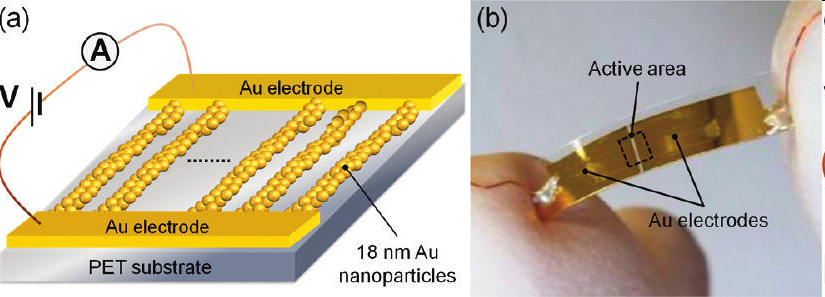 (a)
A
V
Au electrode
........
Au electrode
PET substrate
18 nm Au
nanoparticles
(b)
Active area
Au electrodes